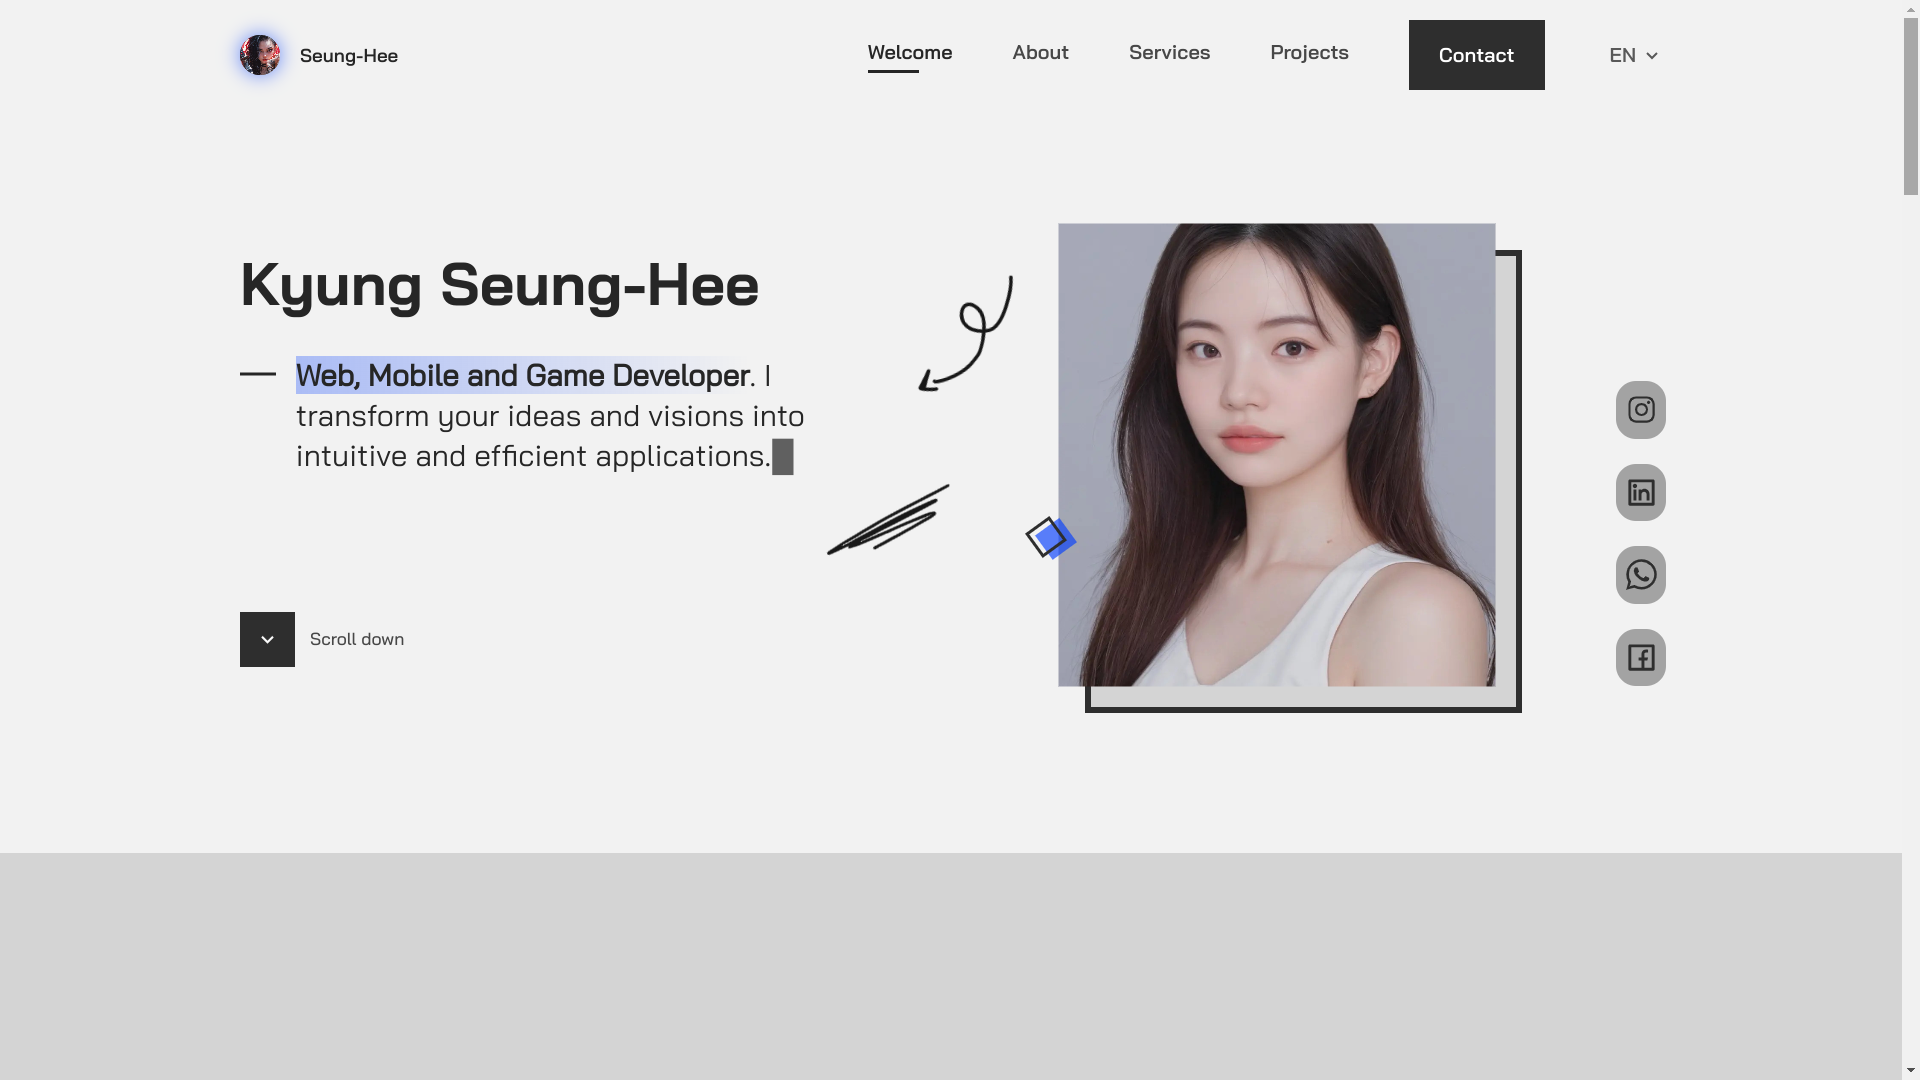 Seung-Hee
Welcome
About
Services
Projects
Contact
EN
Kyung Seung-Hee
Web, Mobile and Game Developer. I
transform your ideas and visions into
intuitive and efficient applications.
Scroll down